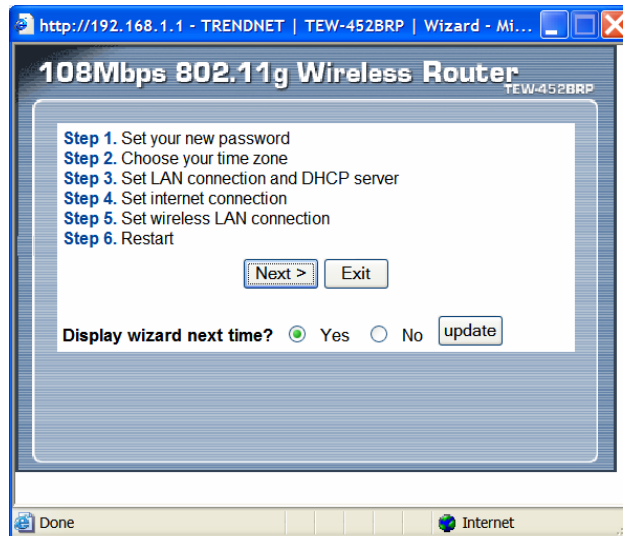 http://192.168.1.1 - TRENDNET | TEW-452BRP | Wizard - Mi...
108Mbps 802.11g Wireless Router
TEW-452BRP
Step 1. Set your new password
Step 2. Choose your time zone
Step 3. Set LAN connection and DHCP server
Step 4. Set internet connection
Step 5. Set wireless LAN connection
Step 6. Restart
Next > Exit
Display wizard next time? Yes No update
Done Internet